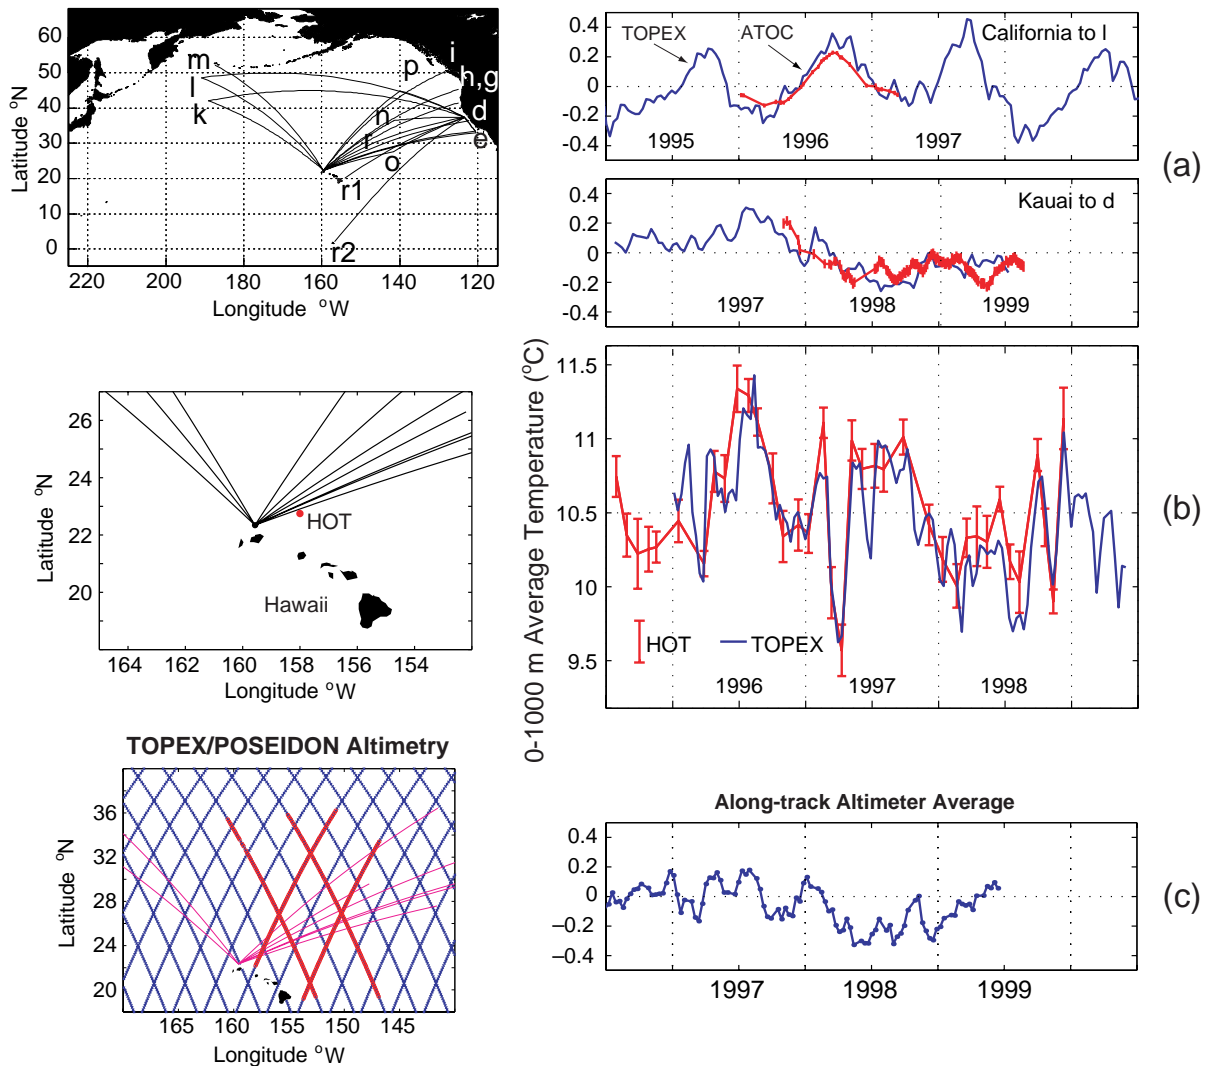 60
50
40
30
20
10
0
Latitude °N
m
l
k
p
i
h,g
n
d
r
e
o
r1
r2
220
200
180
160
140
120
Longitude °W
0.4
0.2
0
-0.2
-0.4
TOPEX
ATOC
California to l
1995
1996
1997
(a)
0.4
0.2
0
-0.2
-0.4
Kauai to d
1997
1998
1999
26
24
22
20
Latitude °N
HOT
Hawaii
164
162
160
158
156
154
Longitude °W
0-1000 m Average Temperature (°C)
11.5
11
10.5
10
9.5
HOT
TOPEX
1996
1997
1998
(b)
TOPEX/POSEIDON Altimetry
36
32
28
24
20
Latitude °N
165
160
155
150
145
Longitude °W
Along-track Altimeter Average
0.4
0.2
0
−0.2
−0.4
1997
1998
1999
(c)